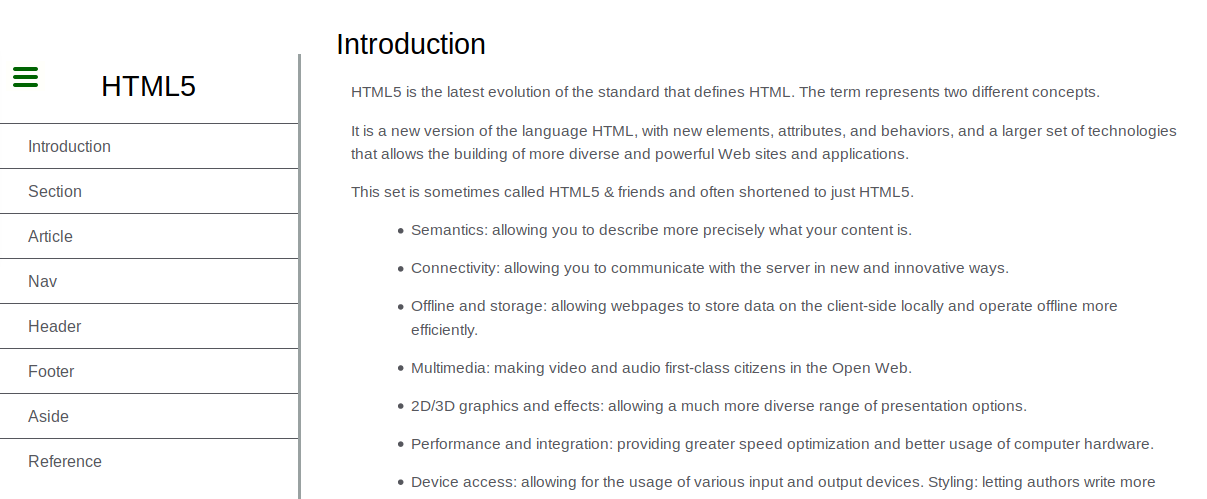 HTML5
Introduction
Section
Article
Nav
Header
Footer
Aside
Reference
Introduction
HTML5 is the latest evolution of the standard that defines HTML. The term represents two different concepts.
It is a new version of the language HTML, with new elements, attributes, and behaviors, and a larger set of technologies
that allows the building of more diverse and powerful Web sites and applications.
This set is sometimes called HTML5 & friends and often shortened to just HTML5.
• Semantics: allowing you to describe more precisely what your content is.
• Connectivity: allowing you to communicate with the server in new and innovative ways.
• Offline and storage: allowing webpages to store data on the client-side locally and operate offline more
efficiently.
• Multimedia: making video and audio first-class citizens in the Open Web.
• 2D/3D graphics and effects: allowing a much more diverse range of presentation options.
• Performance and integration: providing greater speed optimization and better usage of computer hardware.
• Device access: allowing for the usage of various input and output devices. Styling: letting authors write more